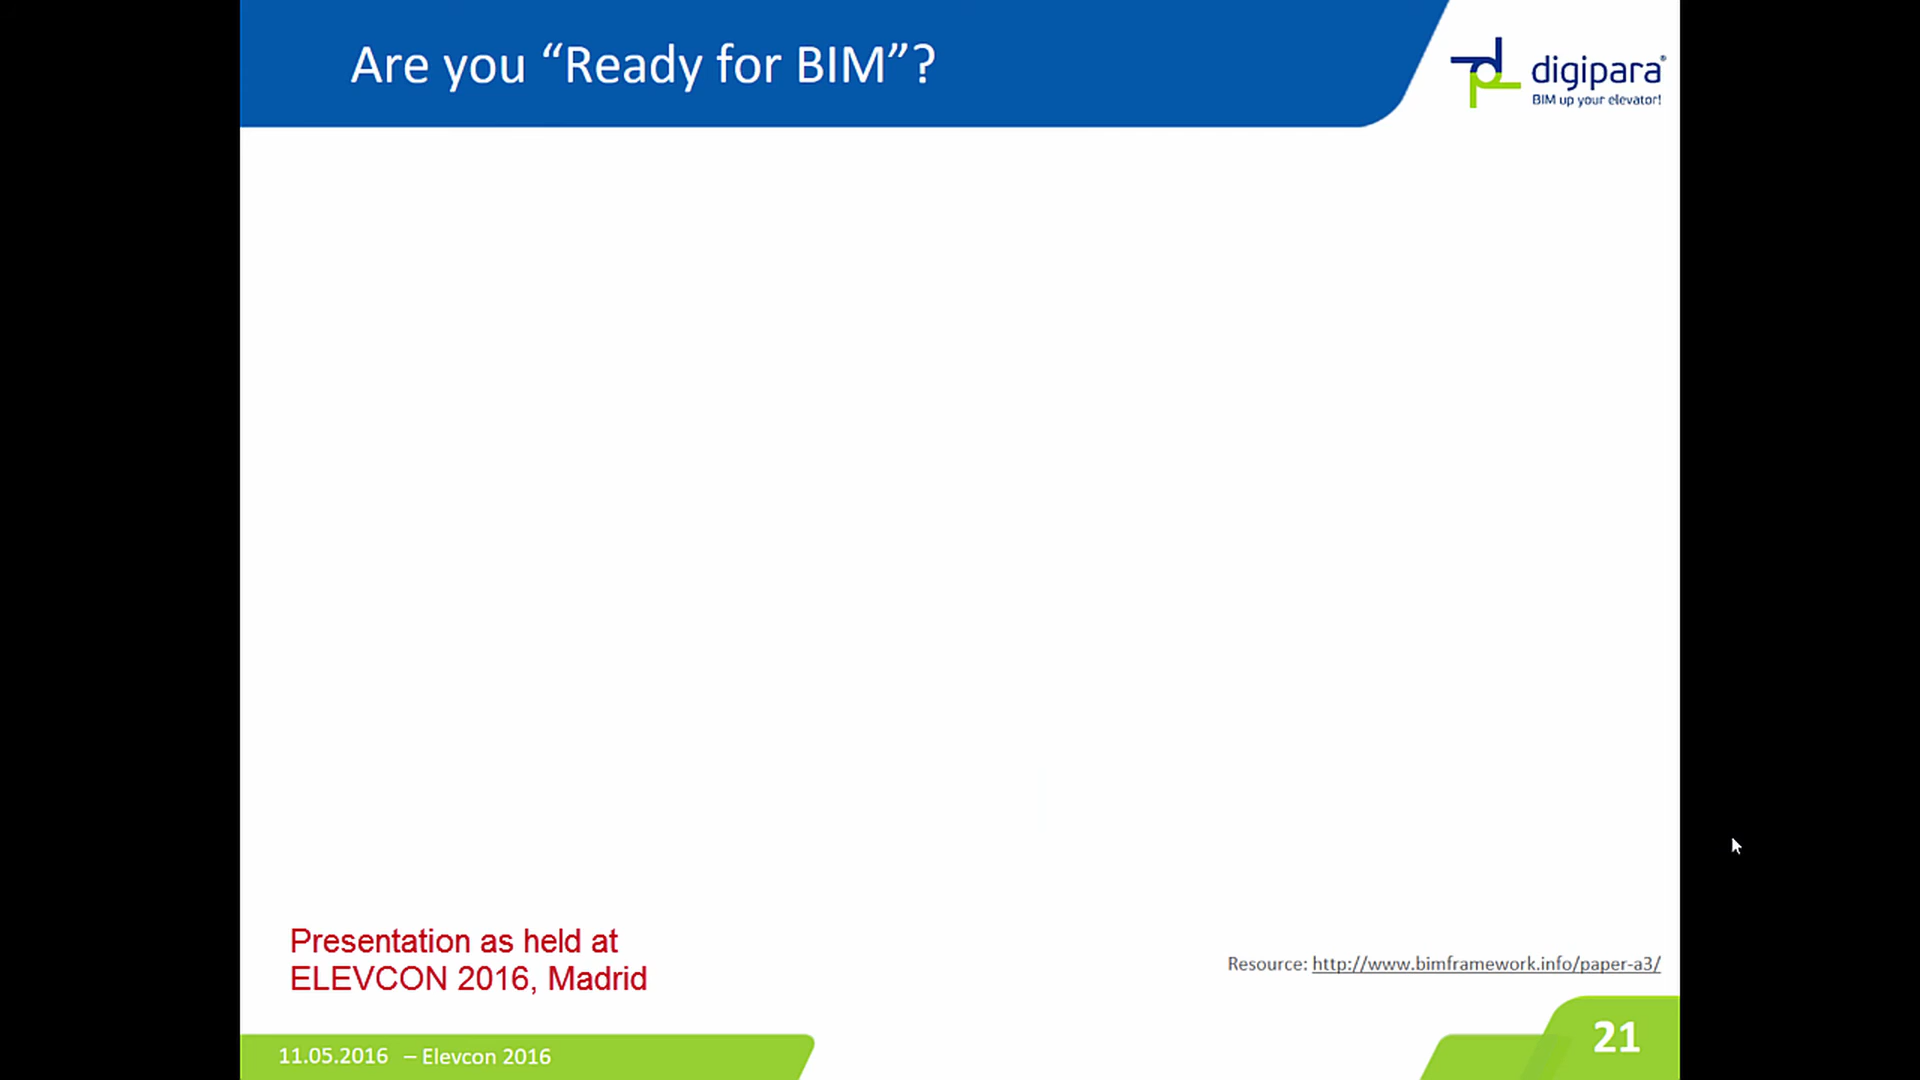 Are you “Ready for BIM”?
digipara®
BIM up your elevator!
Presentation as held at
ELEVCON 2016, Madrid
Resource: http://www.bimframework.info/paper-a3/
11.05.2016 – Elevcon 2016
21